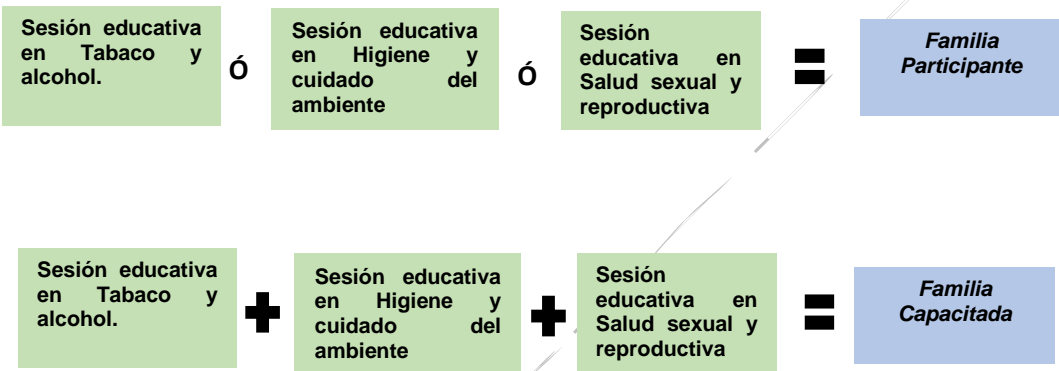 Sesión educativa
en Tabaco y
alcohol.
Ó
Sesión educativa
en Higiene y
cuidado del
ambiente
Ó
Sesión
educativa en
Salud sexual y
reproductiva
=
Familia
Participante
Sesión educativa
en Tabaco y
alcohol.
+
Sesión educativa
en Higiene y
cuidado del
ambiente
+
Sesión
educativa en
Salud sexual y
reproductiva
=
Familia
Capacitada